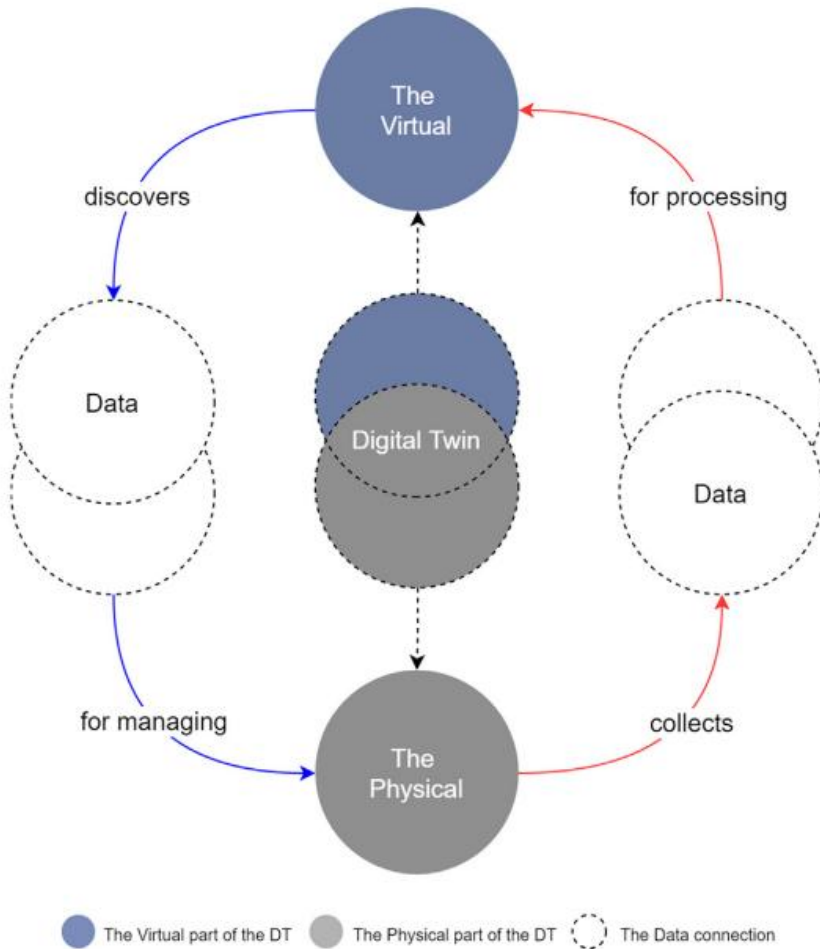 The
Virtual
discovers
for processing
Data
Digital Twin
Data
for managing
collects
The
Physical
The Virtual part of the DT
The Physical part of the DT
The Data connection